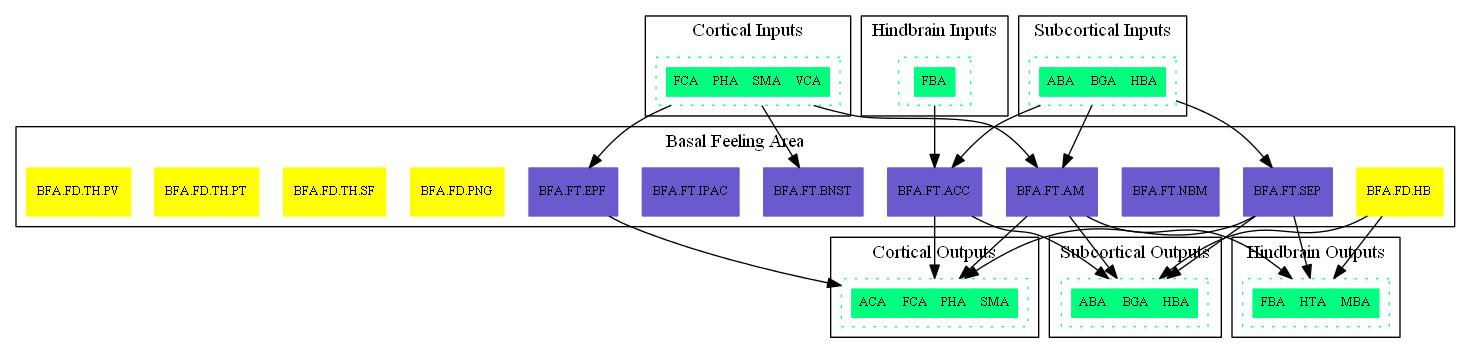 Cortical Inputs
Hindbrain Inputs
Subcortical Inputs
FCA PHA SMA VCA
FBA
ABA BGA HBA
Basal Feeling Area
BFA.FD.TH.PV
BFA.FD.TH.PT
BFA.FD.TH.SF
BFA.FD.PNG
BFA.FT.EPF
BFA.FT.IPAC
BFA.FT.BNST
BFA.FT.ACC
BFA.FT.AM
BFA.FT.NBM
BFA.FT.SEP
BFA.FD.HB
Cortical Outputs
Subcortical Outputs
Hindbrain Outputs
ACA FCA PHA SMA
ABA BGA HBA
FBA HTA MBA